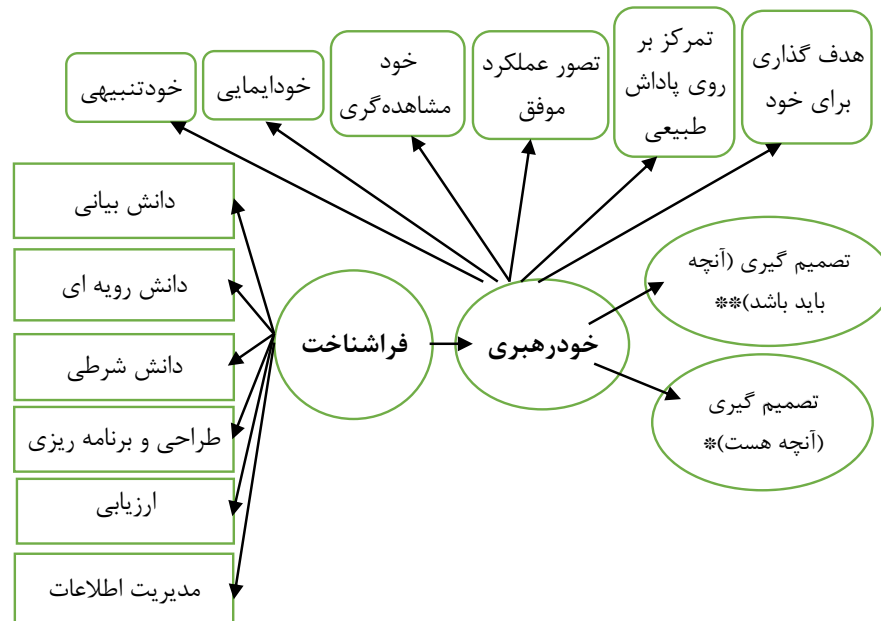 هدف گذاری
برای خود
تمرکز بر
روی پاداش
طبیعی
تصور عملکرد
موفق
خود
مشاهده‌گری
خودایمایی
خودتنبیهی
دانش بیانی
دانش رویه ای
دانش شرطی
طراحی و برنامه ریزی
ارزیابی
مدیریت اطلاعات
فراشناخت
خودرهبری
تصمیم گیری (آنچه
باید باشد)**
تصمیم گیری
(آنچه هست)*